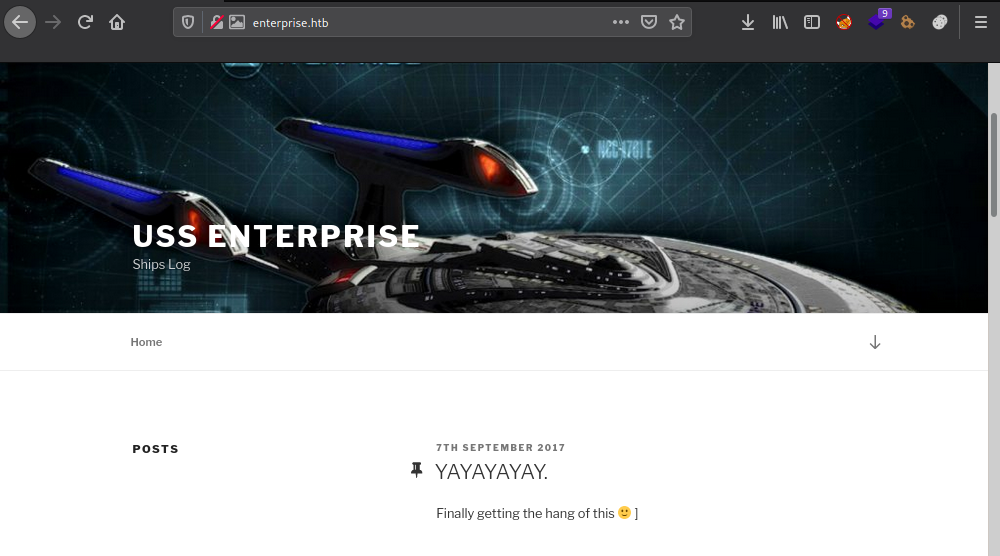 9
enterprise.htb
NCC-1701 E
USS ENTERPRISE
Ships Log
Home
POSTS
7TH SEPTEMBER 2017
YAYAYAYAY.
Finally getting the hang of this 🙂 ]